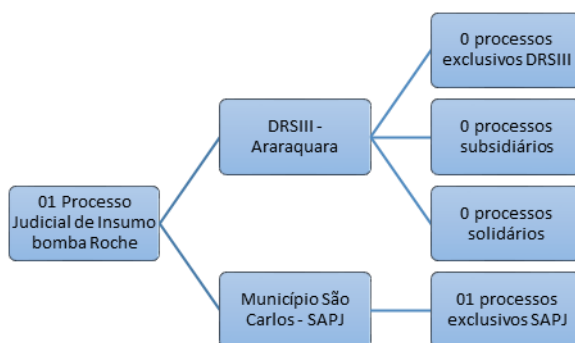 01 Processo
Judicial de Insumo
bomba Roche
DRSIII -
Araraquara
0 processos
exclusivos DRSIII
0 processos
subsidiários
0 processos
solidários
Município São
Carlos - SAPJ
01 processos
exclusivos SAPJ